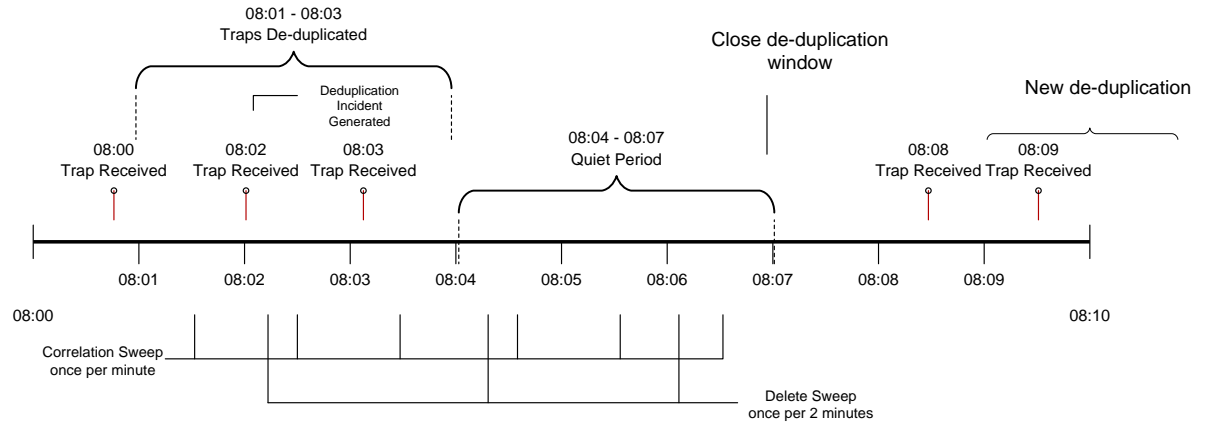 08:01 - 08:03
Traps De-duplicated
Close de-duplication
window
New de-duplication
Deduplication
Incident
Generated
08:04 - 08:07
Quiet Period
08:00
Trap Received
08:02
Trap Received
08:03
Trap Received
08:08
Trap Received
08:09
Trap Received
08:01
08:02
08:03
08:04
08:05
08:06
08:07
08:08
08:09
08:00
08:10
Correlation Sweep
once per minute
Delete Sweep
once per 2 minutes